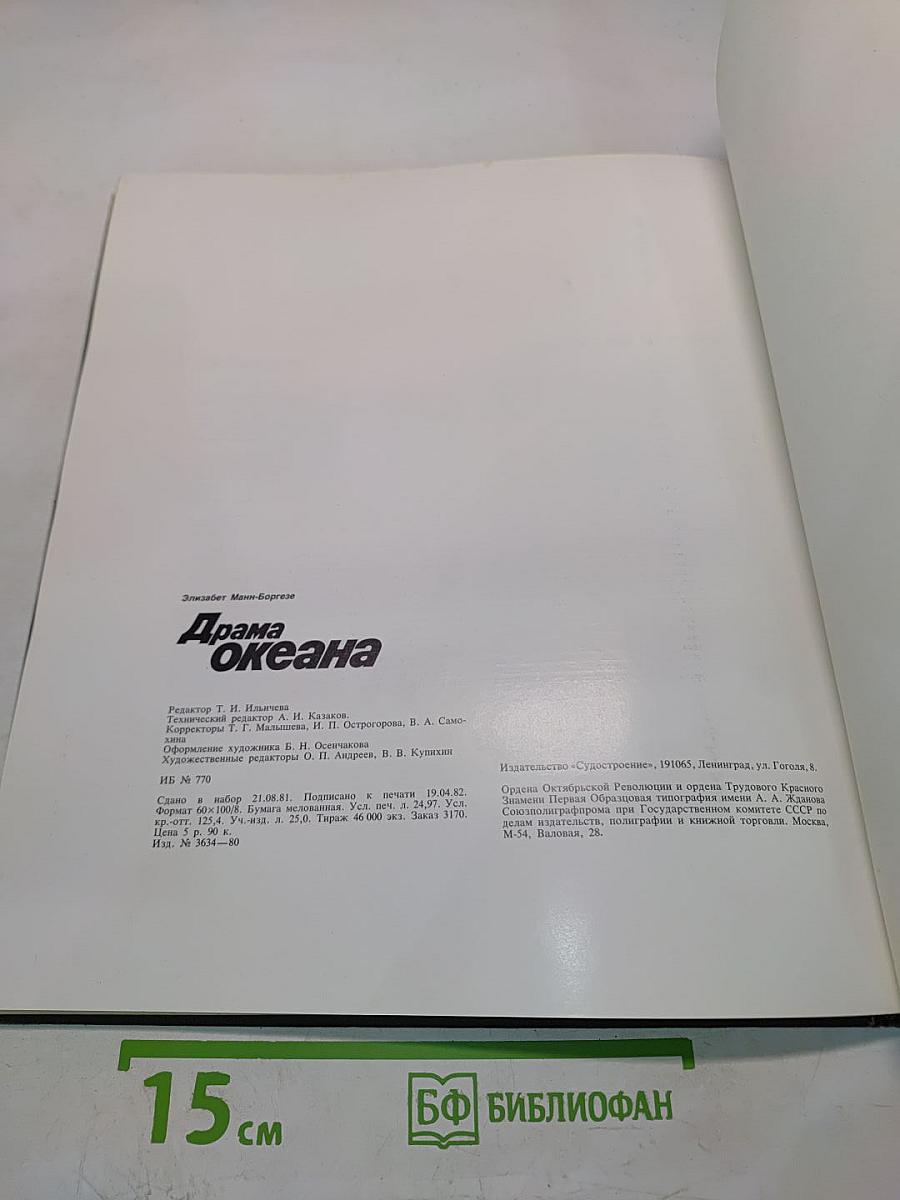 Элизабет Манн-Боргезе
Драма
океана
Редактор Т. И. Ильичева
Технический редактор А. И. Казаков.
Корректоры Т. Г. Малышева, И. П. Острогорова, В. А. Само-
хина
Оформление художника Б. Н. Осенчакова
Художественные редакторы О. П. Андреев, В. В. Купихин
ИБ № 770
Сдано в набор 21.08.81. Подписано к печати 19.04.82.
Формат 60×100/8. Бумага мелованная. Усл. печ. л. 24,97. Усл.
кр.-отт. 125,4. Уч.-изд. л. 25,0. Тираж 46 000 экз. Заказ 3170.
Цена 5 р. 90 к.
Изд. № 3634—80
Издательство «Судостроение», 191065, Ленинград, ул. Гоголя, 8.
Ордена Октябрьской Революции и ордена Трудового Красного
Знамени Первая Образцовая типография имени А. А. Жданова
Союзполиграфпрома при Государственном комитете СССР по
делам издательств, полиграфии и книжной торговли. Москва,
М-54, Валовая, 28.
15 см
БФ БИБЛИОФАН